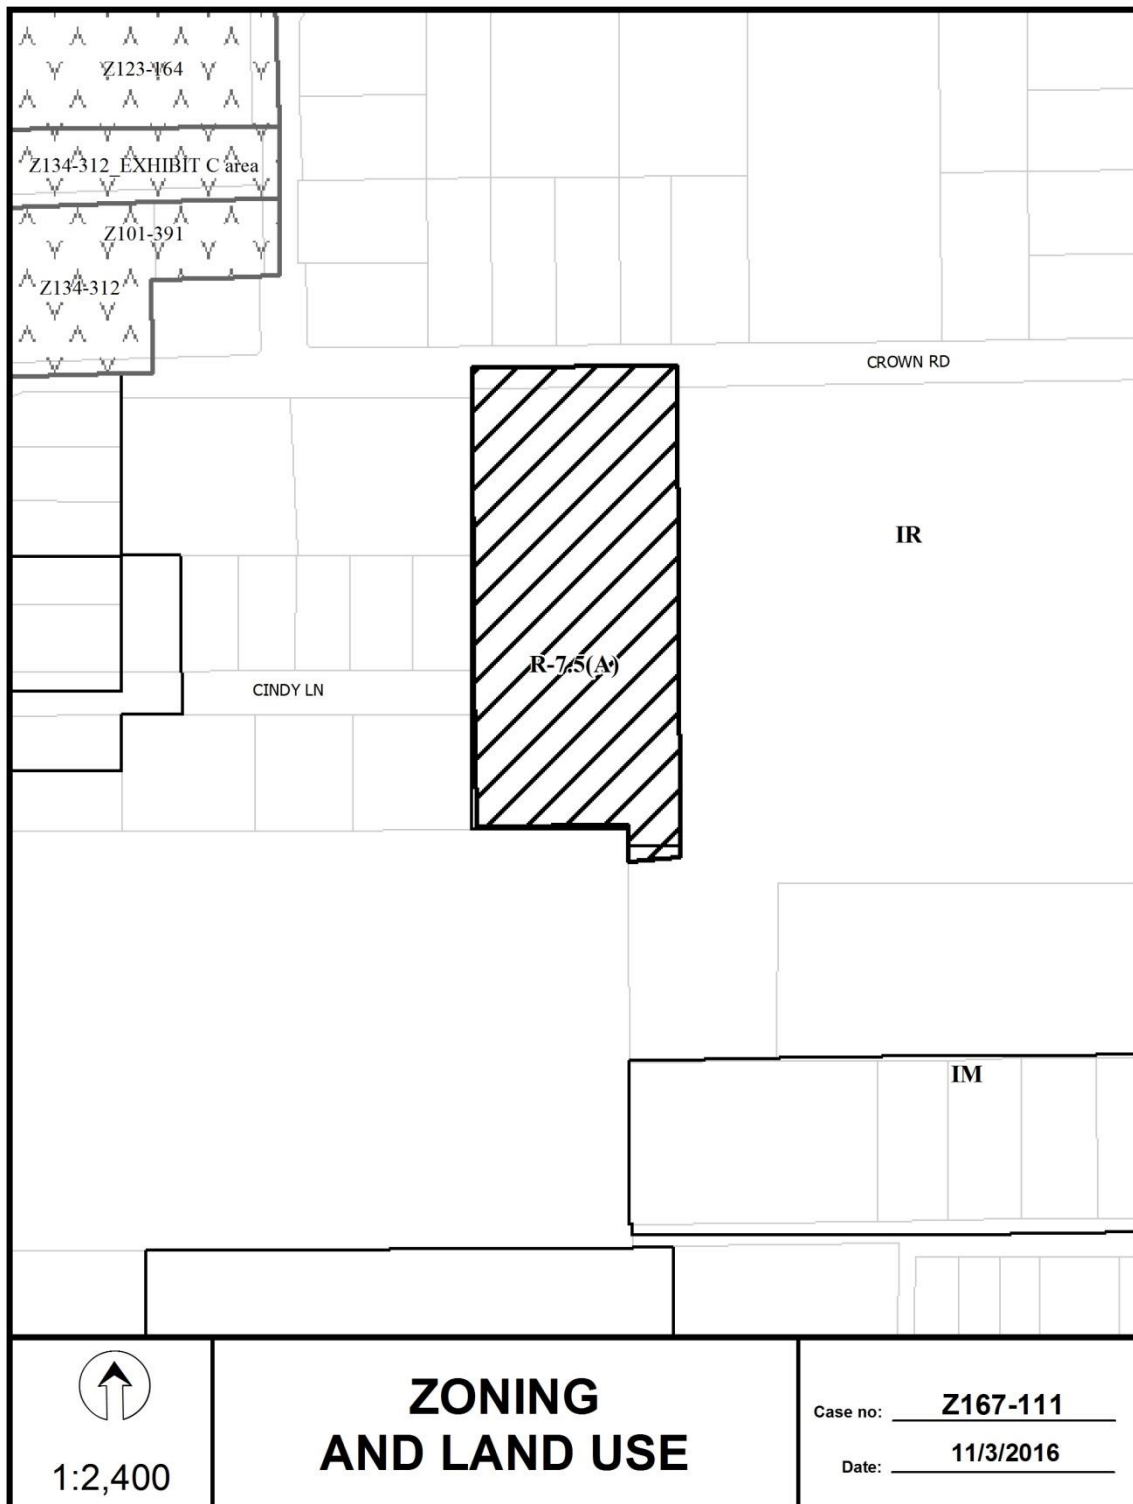 Z123-164
Z134-312_EXHIBIT C area
Z101-391
Z134-312
CROWN RD
IR
R-7.5(A)
CINDY LN
IM
1:2,400
ZONING
AND LAND USE
Case no: Z167-111
Date: 11/3/2016